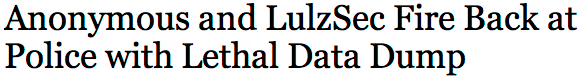 Anonymous and LulzSec Fire Back at
Police with Lethal Data Dump